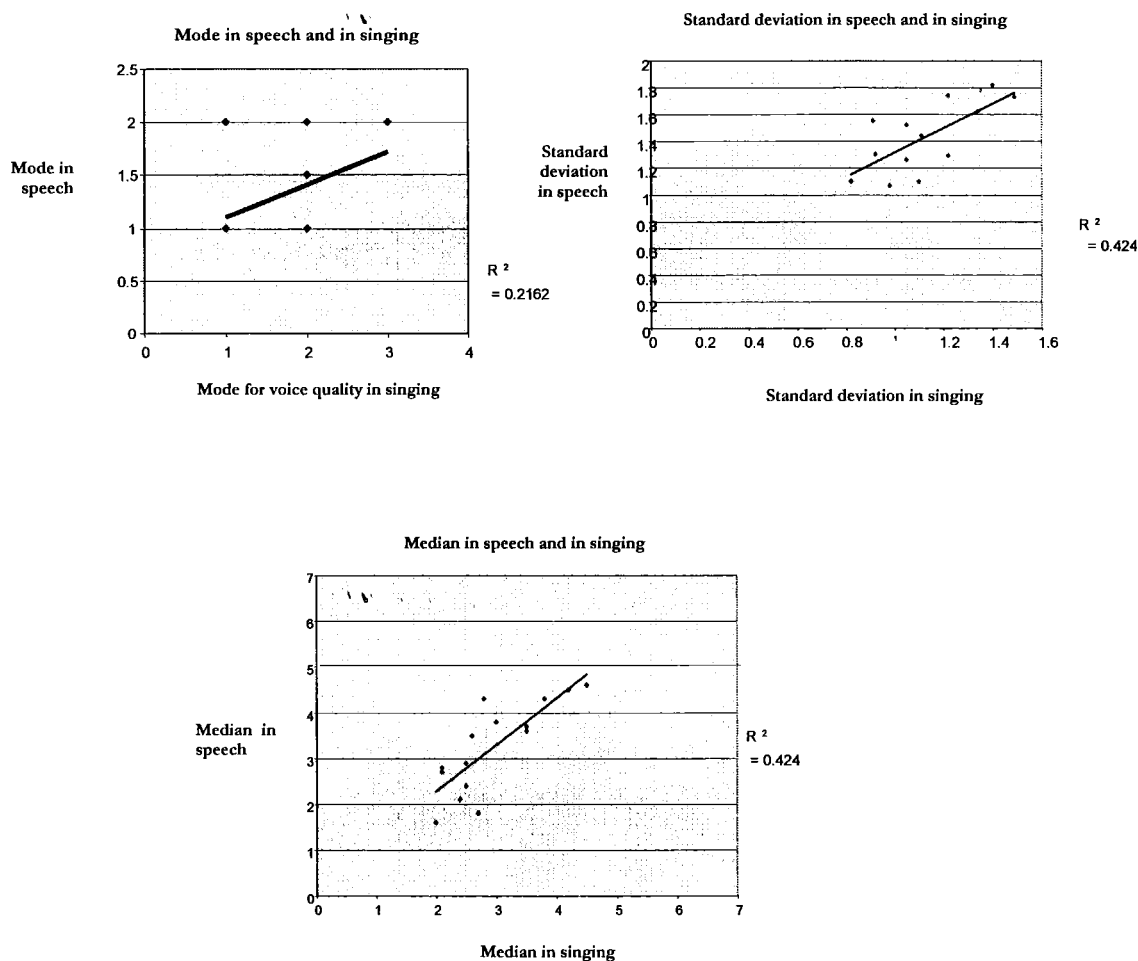 Mode in speech and in singing
2.5
2
1.5
1
0.5
0
0 1 2 3 4
Mode in
speech
R 2
= 0.2162
Mode for voice quality in singing
Standard deviation in speech and in singing
2
1.8
1.6
1.4
1.2
1
0.8
0.6
0.4
0.2
0
0 0.2 0.4 0.6 0.8 1 1.2 1.4 1.6
Standard
deviation
in speech
R 2
= 0.424
Standard deviation in singing
Median in speech and in singing
7
6
5
4
3
2
1
0
0 1 2 3 4 5 6 7
Median in
speech
R 2
= 0.424
Median in singing